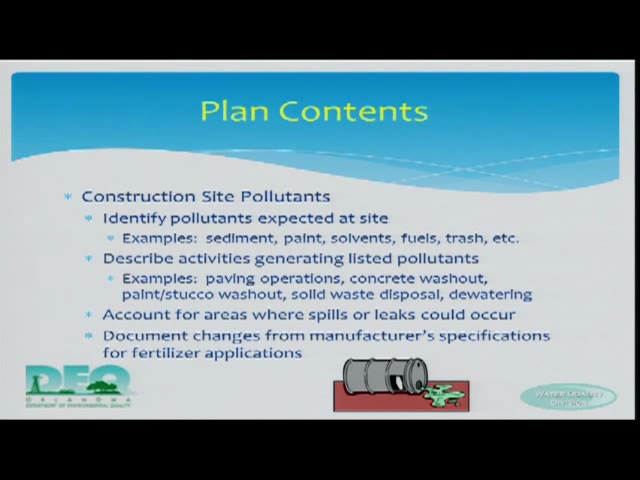 Plan Contents
Construction Site Pollutants
Identify pollutants expected at site
Examples: sediment, paint, solvents, fuels, trash, etc.
Describe activities generating listed pollutants
Examples: paving operations, concrete washout,
paint/stucco washout, solid waste disposal, dewatering
Account for areas where spills or leaks could occur
Document changes from manufacturer's specifications
for fertilizer applications
DEQ
OKLAHOMA
DEPARTMENT OF ENVIRONMENTAL QUALITY
WATER QUALITY
DIVISION